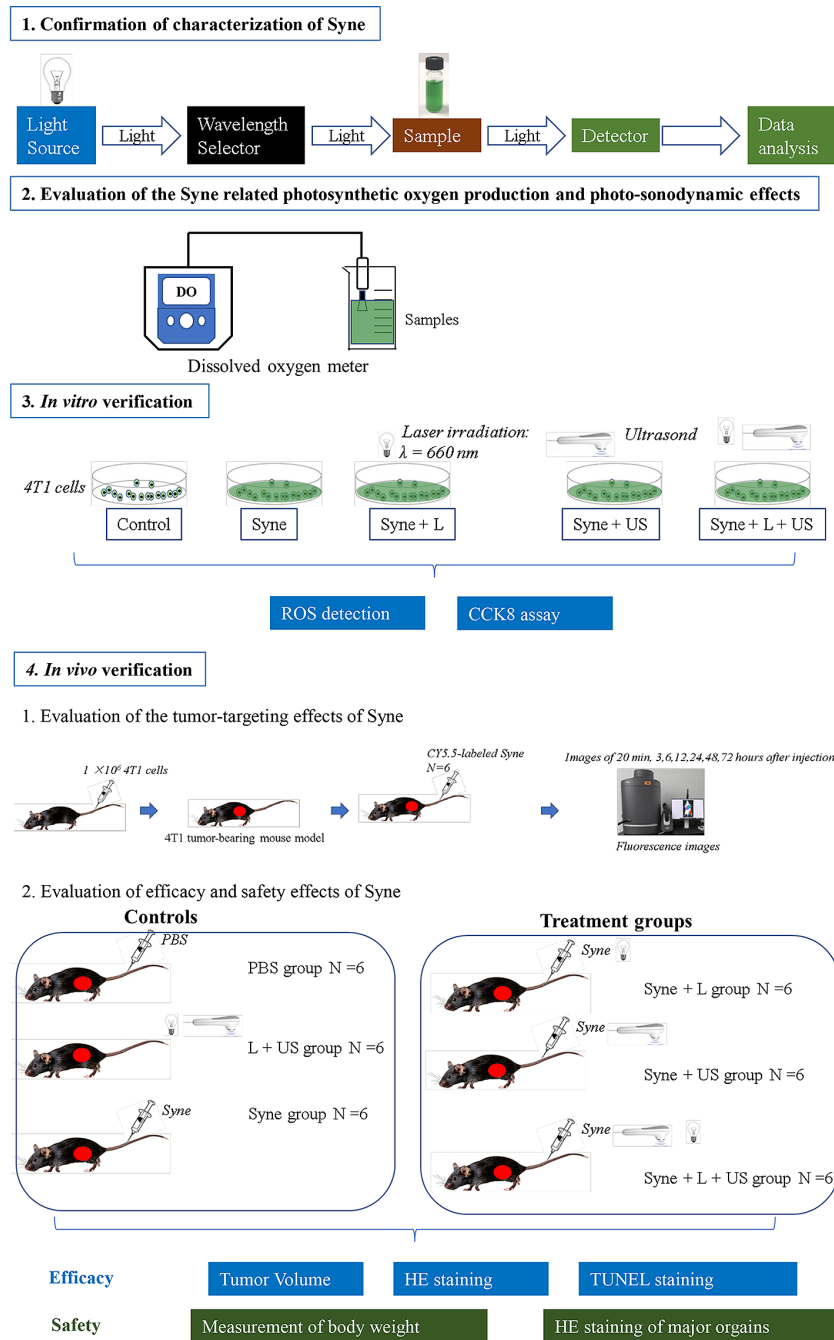 1. Confirmation of characterization of Syne
Light Source
Light
Wavelength Selector
Light
Sample
Light
Detector
Data analysis
2. Evaluation of the Syne related photosynthetic oxygen production and photo-sonodynamic effects
DO
Samples
Dissolved oxygen meter
3. In vitro verification
Laser irradiation:
λ = 660 nm
Ultrasond
4T1 cells
Control
Syne
Syne + L
Syne + US
Syne + L + US
ROS detection
CCK8 assay
4. In vivo verification
1. Evaluation of the tumor-targeting effects of Syne
1 ×10⁶ 4T1 cells
4T1 tumor-bearing mouse model
CY5.5-labeled Syne
N=6
Images of 20 min, 3,6,12,24,48,72 hours after injection
Fluorescence images
2. Evaluation of efficacy and safety effects of Syne
Controls
PBS
PBS group N =6
L + US group N =6
Syne
Syne group N =6
Treatment groups
Syne
Syne + L group N =6
Syne
Syne + US group N =6
Syne
Syne + L + US group N =6
Efficacy
Tumor Volume
HE staining
TUNEL staining
Safety
Measurement of body weight
HE staining of major orgains